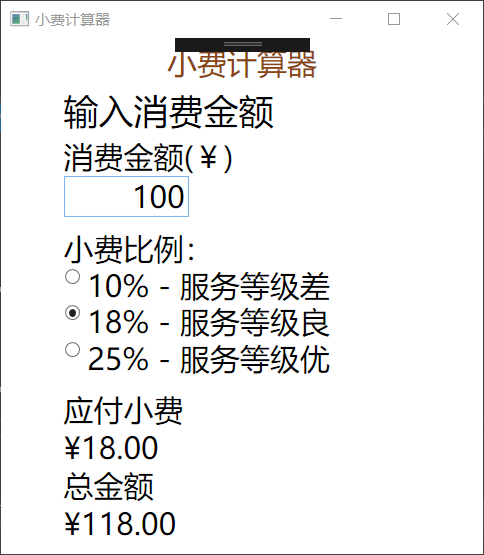 小费计算器
小费计算器
输入消费金额
消费金额(￥)
100
小费比例：
10% - 服务等级差
18% - 服务等级良
25% - 服务等级优
应付小费
¥18.00
总金额
¥118.00